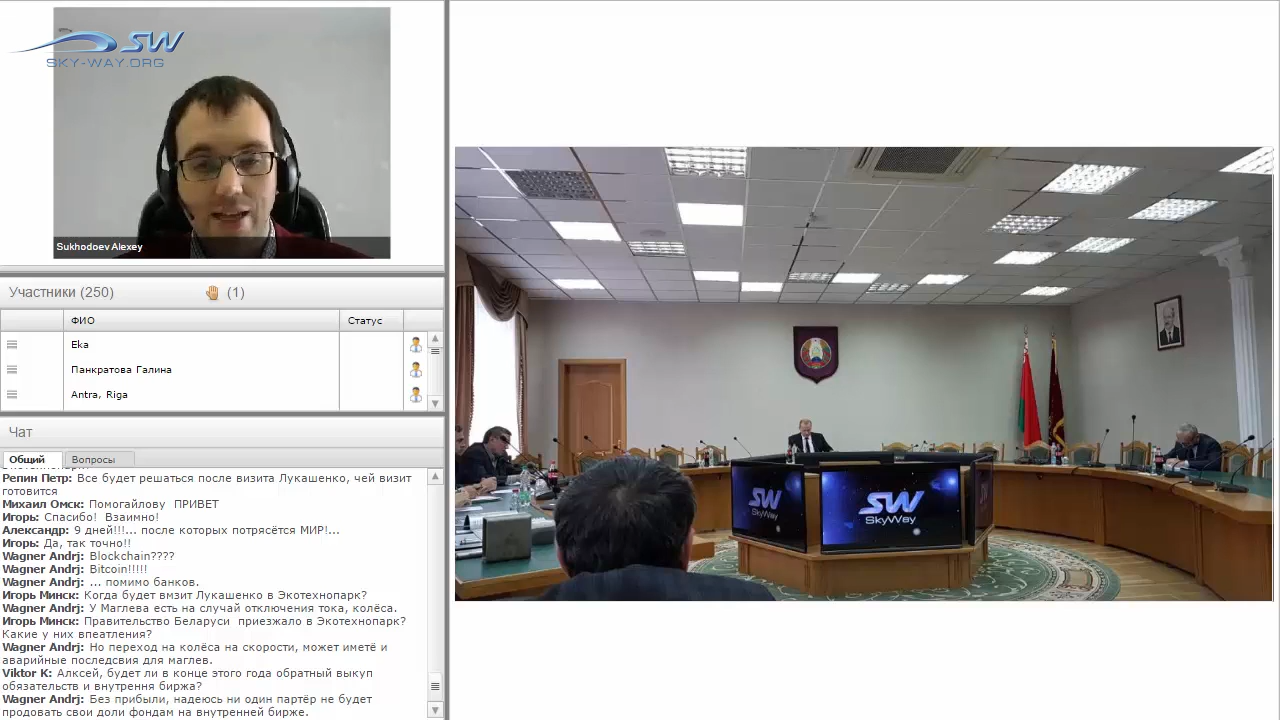 SW
SKY-WAY.ORG
Sukhodoev Alexey
Участники (250)
(1)
ФИО
Статус
Eka
Панкратова Галина
Antra, Riga
Чат
Общий
Вопросы
Репин Петр: Все будет решаться после визита Лукашенко, чей визит
готовится
Михаил Омск: Помогайлову ПРИВЕТ
Игорь: Спасибо! Взаимно!
Александр: 9 дней!!!... после которых потрясётся МИР!...
Игорь: Да, так точно!!
Wagner Andrj: Blockchain????
Wagner Andrj: Bitcoin!!!!!
Wagner Andrj: ... помимо банков.
Игорь Минск: Когда будет вмзит Лукашенко в Экотехнопарк?
Wagner Andrj: У Маглева есть на случай отключения тока, колёса.
Игорь Минск: Правительство Беларуси приезжало в Экотехнопарк?
Какие у них впеатления?
Wagner Andrj: Но переход на колёса на скорости, может иметё и
аварийные последсвия для маглев.
Viktor K: Алксей, будет ли в конце этого года обратный выкуп
обязательств и внутрення биржа?
Wagner Andrj: Без прибыли, надеюсь ни один партёр не будет
продовать свои доли фондам на внутренней бирже.
SW
SkyWay
SW
SkyWay